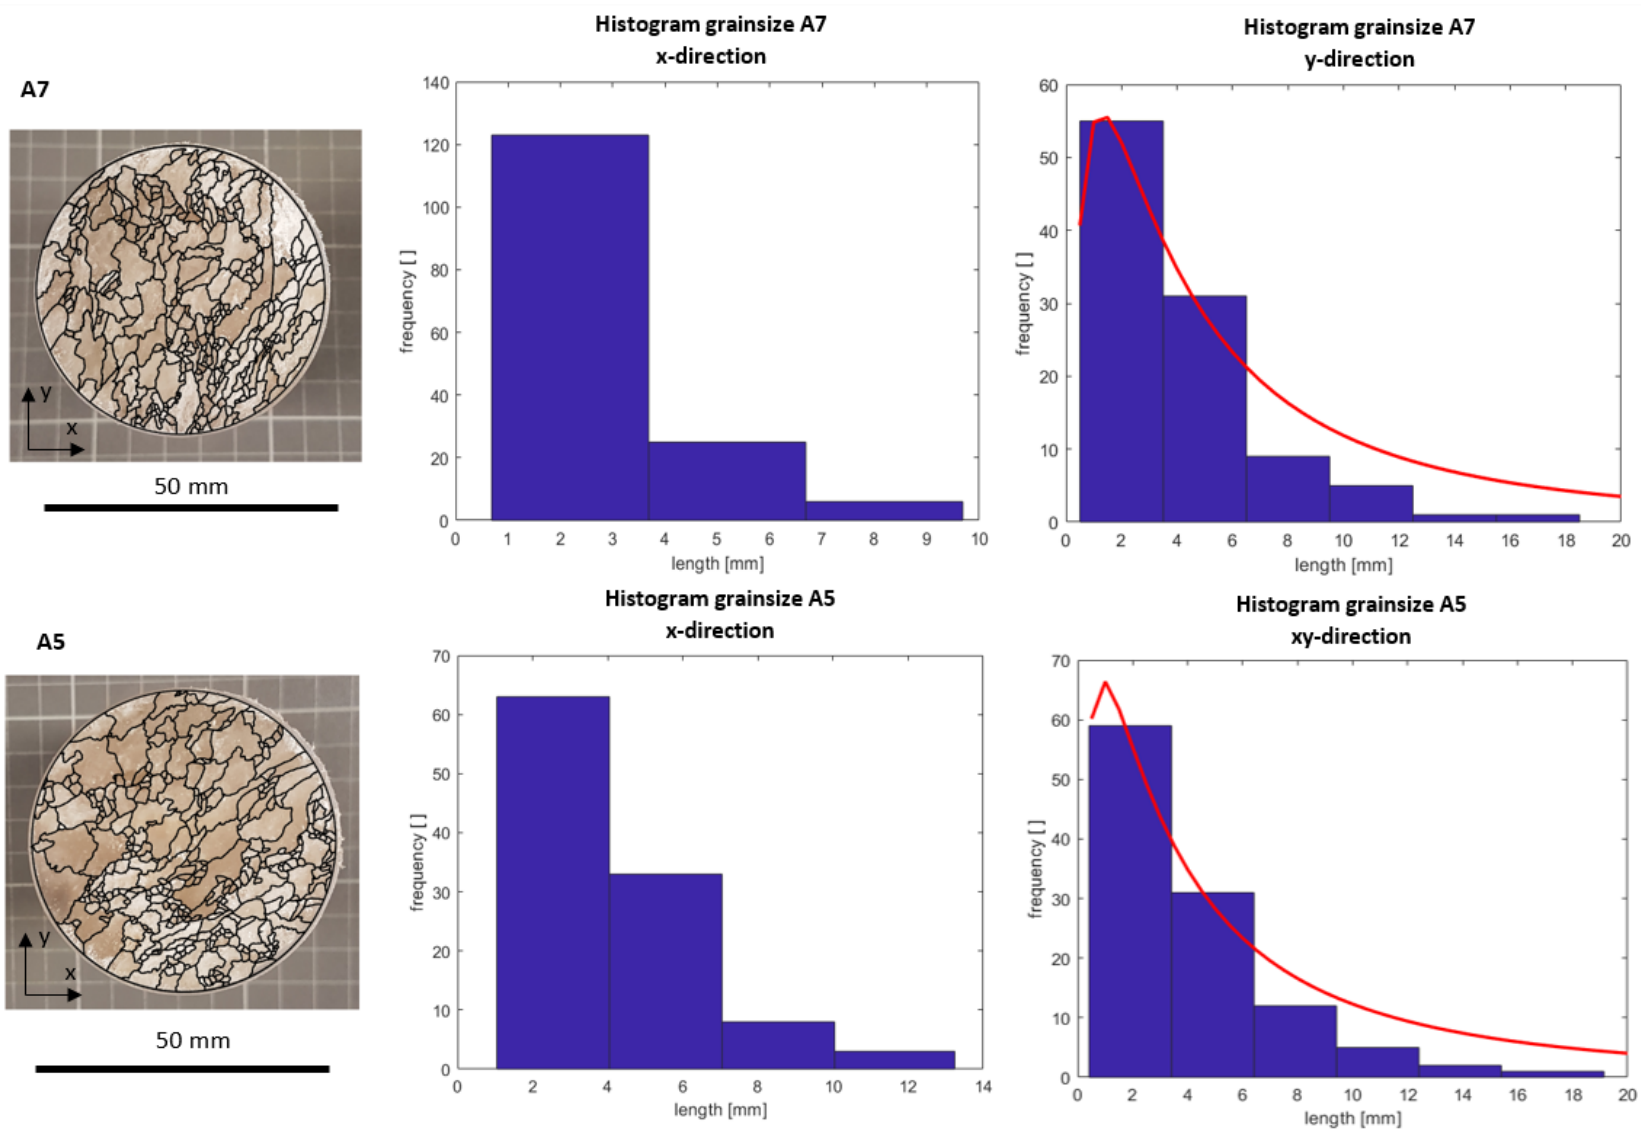 A7
y
x
50 mm
Histogram grainsize A7
x-direction
140
120
100
80
60
40
20
0
frequency [ ]
0 1 2 3 4 5 6 7 8 9 10
length [mm]
Histogram grainsize A7
y-direction
60
50
40
30
20
10
0
frequency [ ]
0 2 4 6 8 10 12 14 16 18 20
length [mm]
A5
y
x
50 mm
Histogram grainsize A5
x-direction
70
60
50
40
30
20
10
0
frequency [ ]
0 2 4 6 8 10 12 14
length [mm]
Histogram grainsize A5
xy-direction
70
60
50
40
30
20
10
0
frequency [ ]
0 2 4 6 8 10 12 14 16 18 20
length [mm]